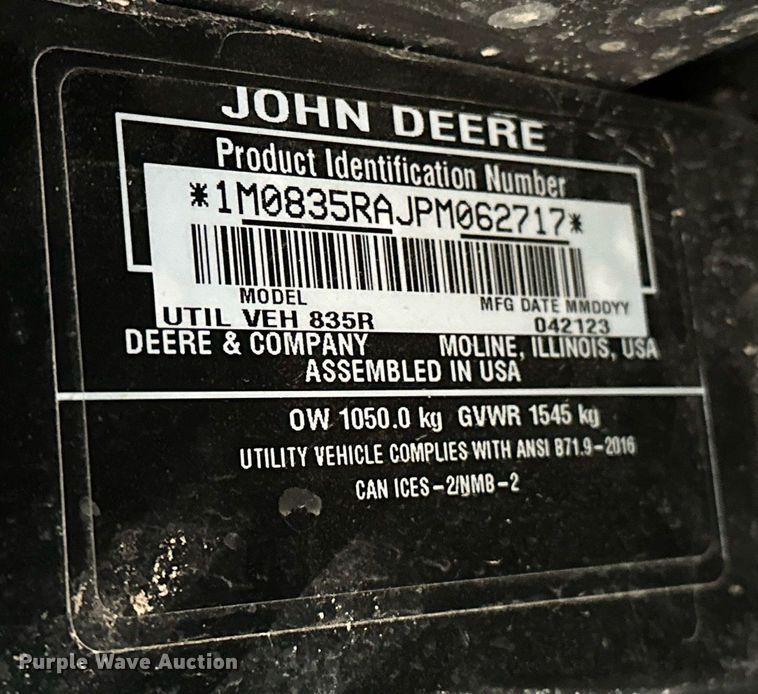 JOHN DEERE
Product Identification Number
*1M0835RAJPM062717*
MODEL MFG DATE MMDDYY
UTIL VEH 835R 042123
DEERE & COMPANY MOLINE, ILLINOIS, USA
ASSEMBLED IN USA
OW 1050.0 kg GVWR 1545 kg
UTILITY VEHICLE COMPLIES WITH ANSI B71.9-2016
CAN ICES-2/NMB-2
Purple Wave Auction